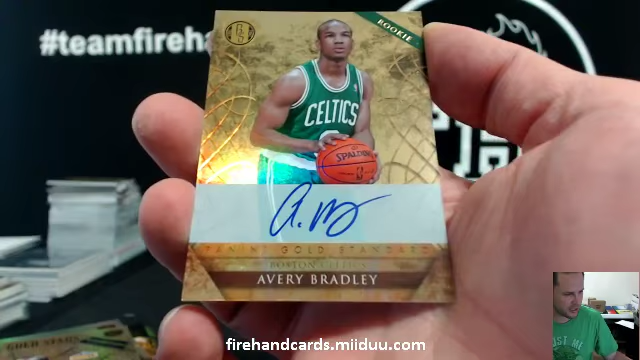 #teamfireha
ROOKIE
CELTICS
SPALDING
PANINI GOLD STANDARD
BOSTON CELTICS
AVERY BRADLEY
firehandcards.miiduu.com